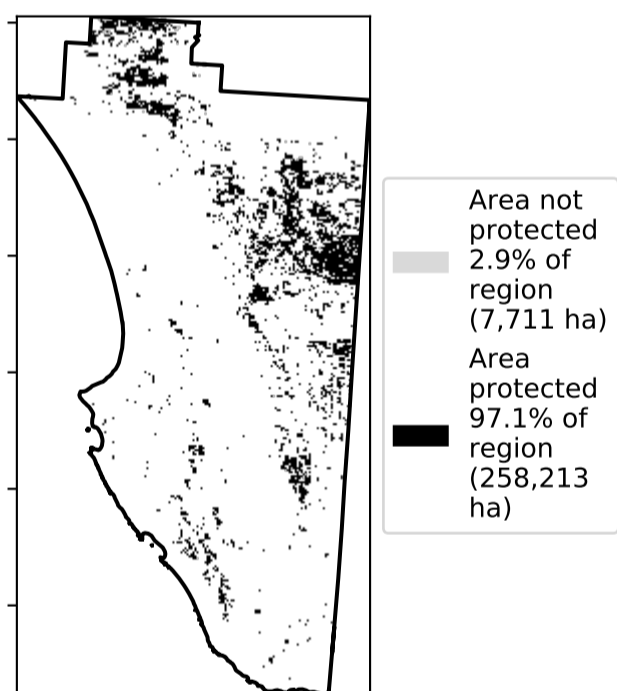 Area not
protected
2.9% of
region
(7,711 ha)
Area
protected
97.1% of
region
(258,213
ha)